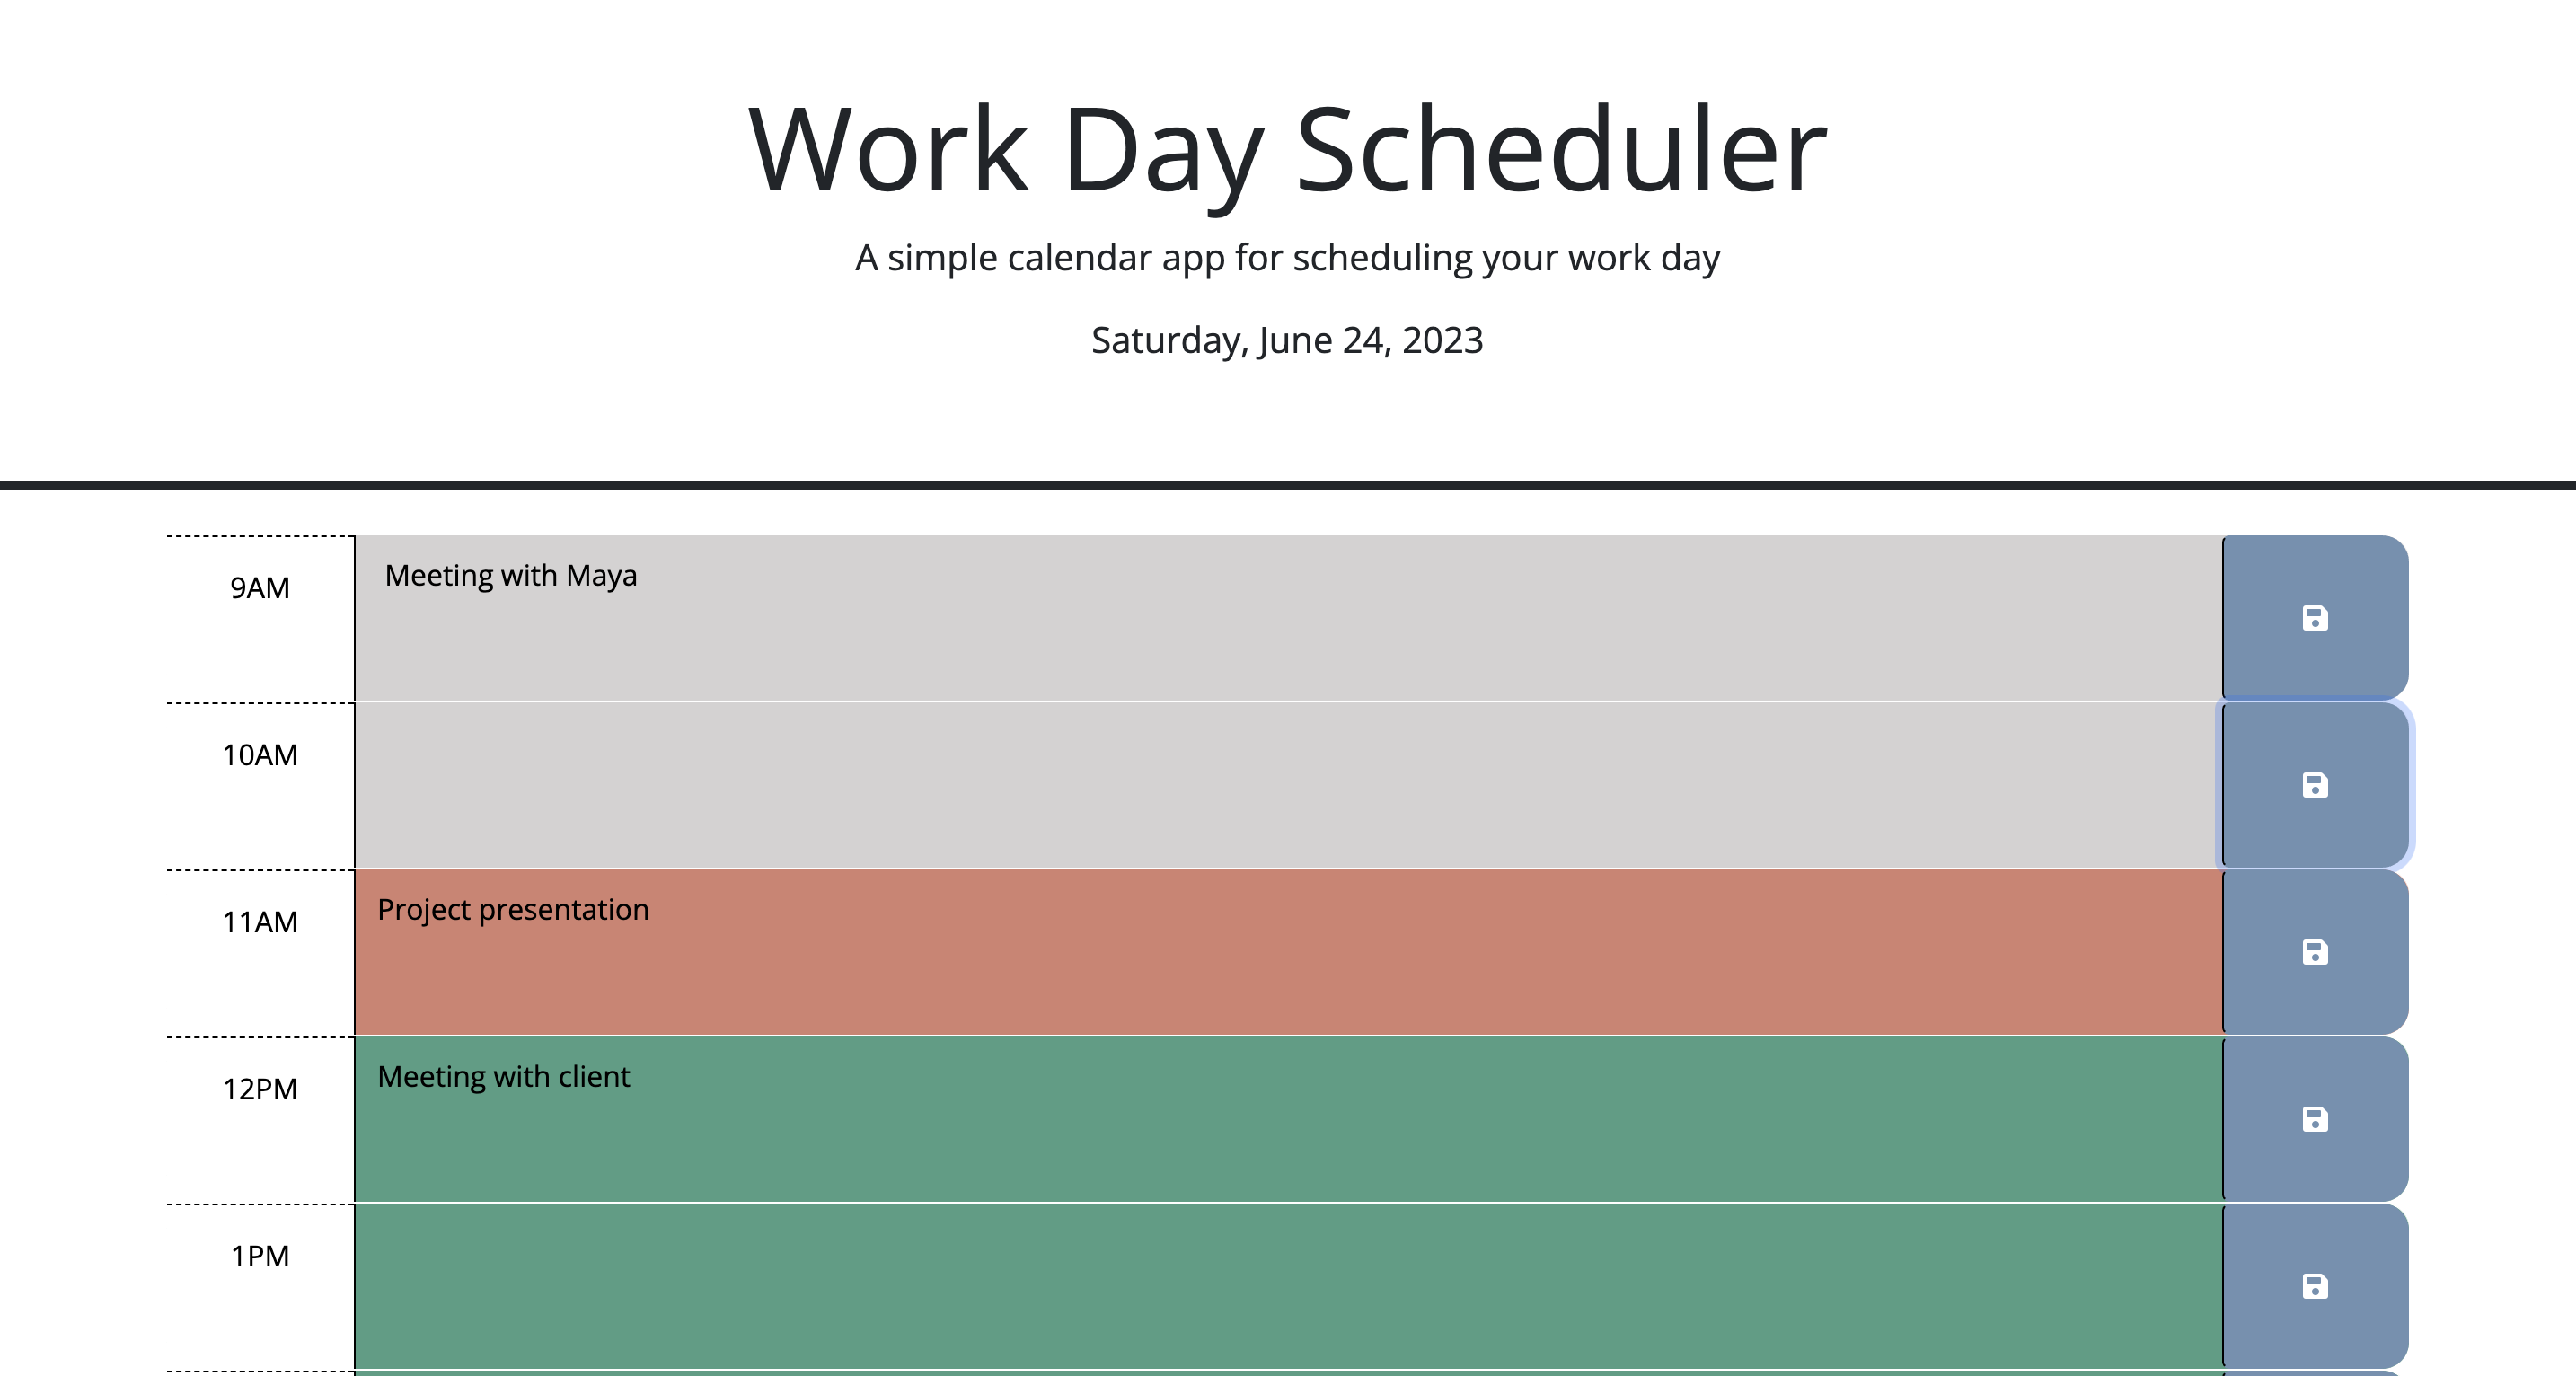 Work Day Scheduler
A simple calendar app for scheduling your work day
Saturday, June 24, 2023
9AM
Meeting with Maya
10AM
11AM
Project presentation
12PM
Meeting with client
1PM